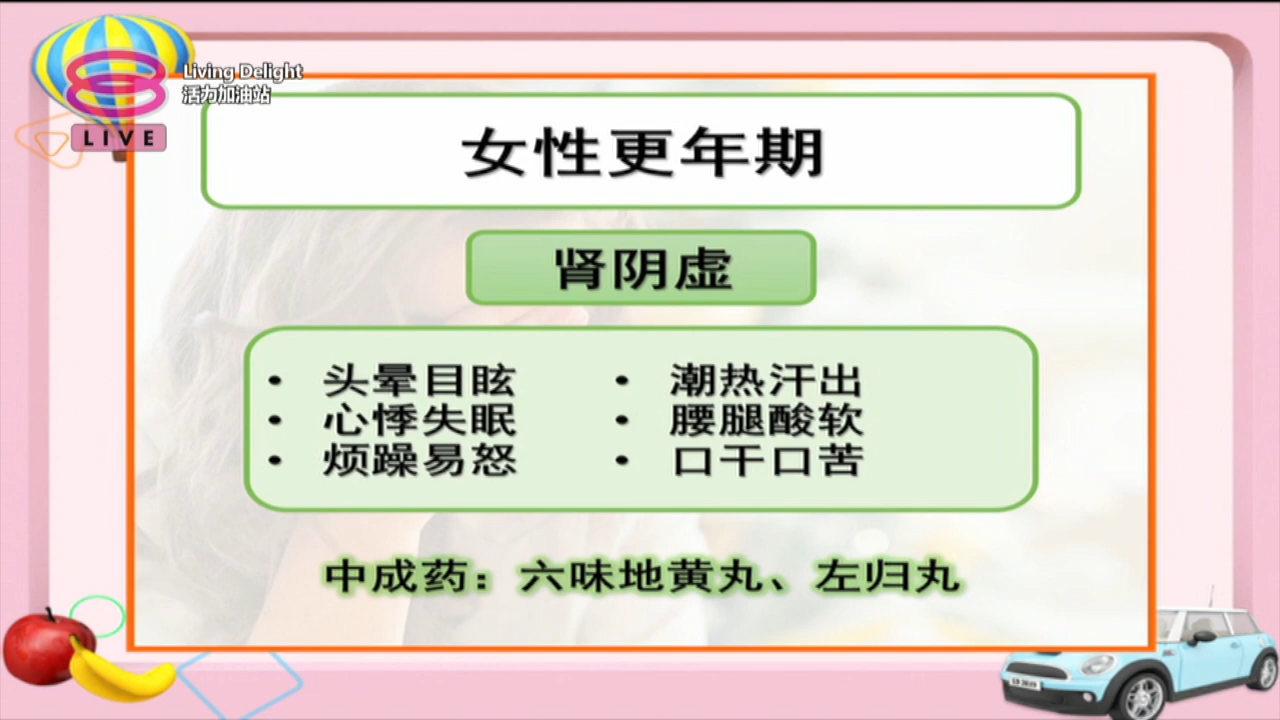 Living Delight
活力加油站
LIVE
女性更年期
肾阴虚
• 头晕目眩
• 心悸失眠
• 烦躁易怒
• 潮热汗出
• 腰腿酸软
• 口干口苦
中成药：六味地黄丸、左归丸